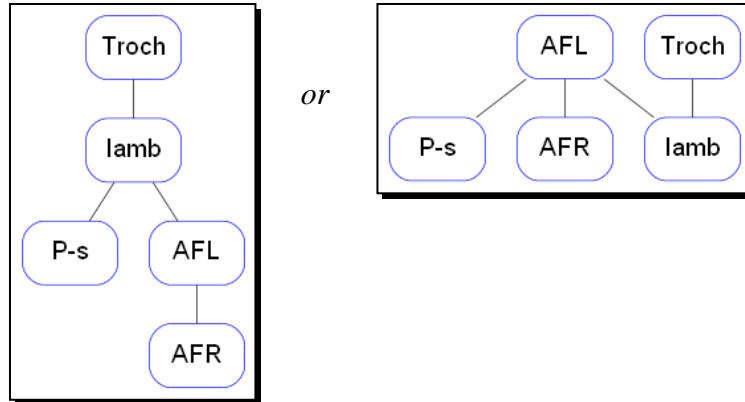 Troch
Iamb
P-s AFL
AFR
or
AFL Troch
P-s AFR Iamb